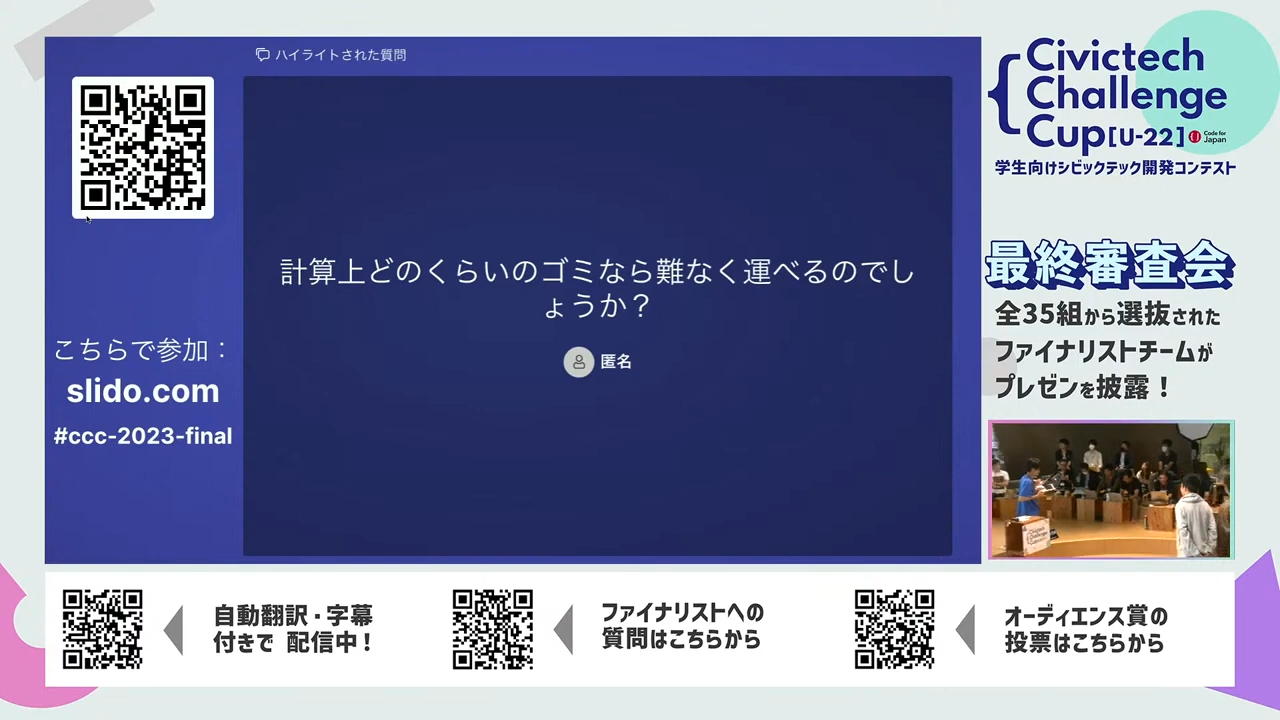 ハイライトされた質問
計算上どのくらいのゴミなら難なく運べるのでし
ょうか?
匿名
こちらで参加:
slido.com
#ccc-2023-final
Civictech
Challenge
Cup[U-22]
Code for
Japan
学生向けシビックテック開発コンテスト
最終審査会
全35組から選抜された
ファイナリストチームが
プレゼンを披露!
Civictech
Challenge
Cup
自動翻訳・字幕
付きで 配信中!
ファイナリストへの
質問はこちらから
オーディエンス賞の
投票はこちらから